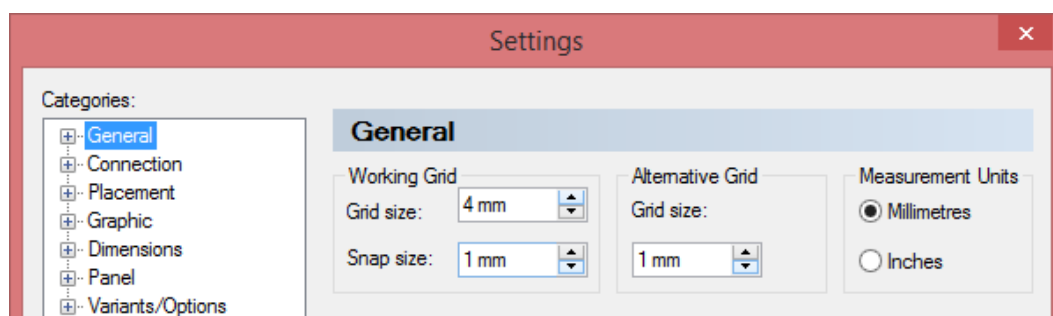 Settings
Categories:
General
Connection
Placement
Graphic
Dimensions
Panel
Variants/Options
General
Working Grid
Grid size: 4 mm
Snap size: 1 mm
Alternative Grid
Grid size:
1 mm
Measurement Units
Millimetres
Inches